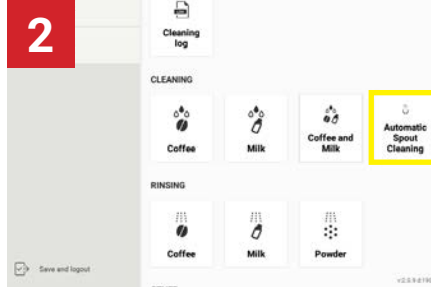 2
Cleaning
log
CLEANING
Coffee
Milk
Coffee and
Milk
Automatic
Spout
Cleaning
RINSING
Coffee
Milk
Powder
Save and logout